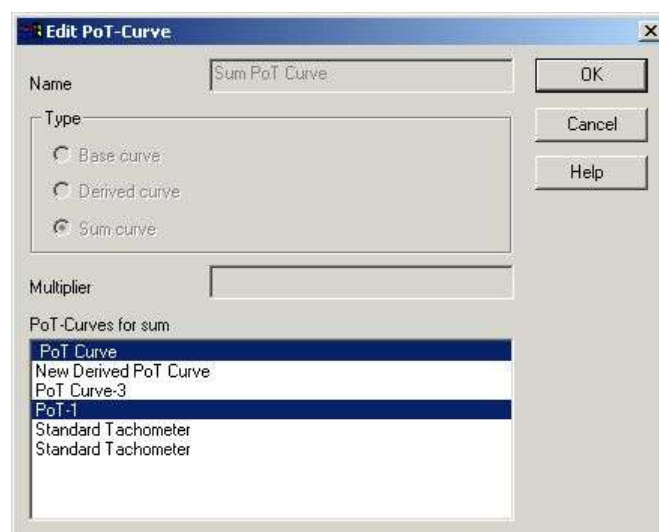 Edit PoT-Curve
Name
Sum PoT Curve
OK
Type
Cancel
Base curve
Help
Derived curve
Sum curve
Multiplier
PoT-Curves for sum
PoT Curve
New Derived PoT Curve
PoT Curve-3
PoT-1
Standard Tachometer
Standard Tachometer